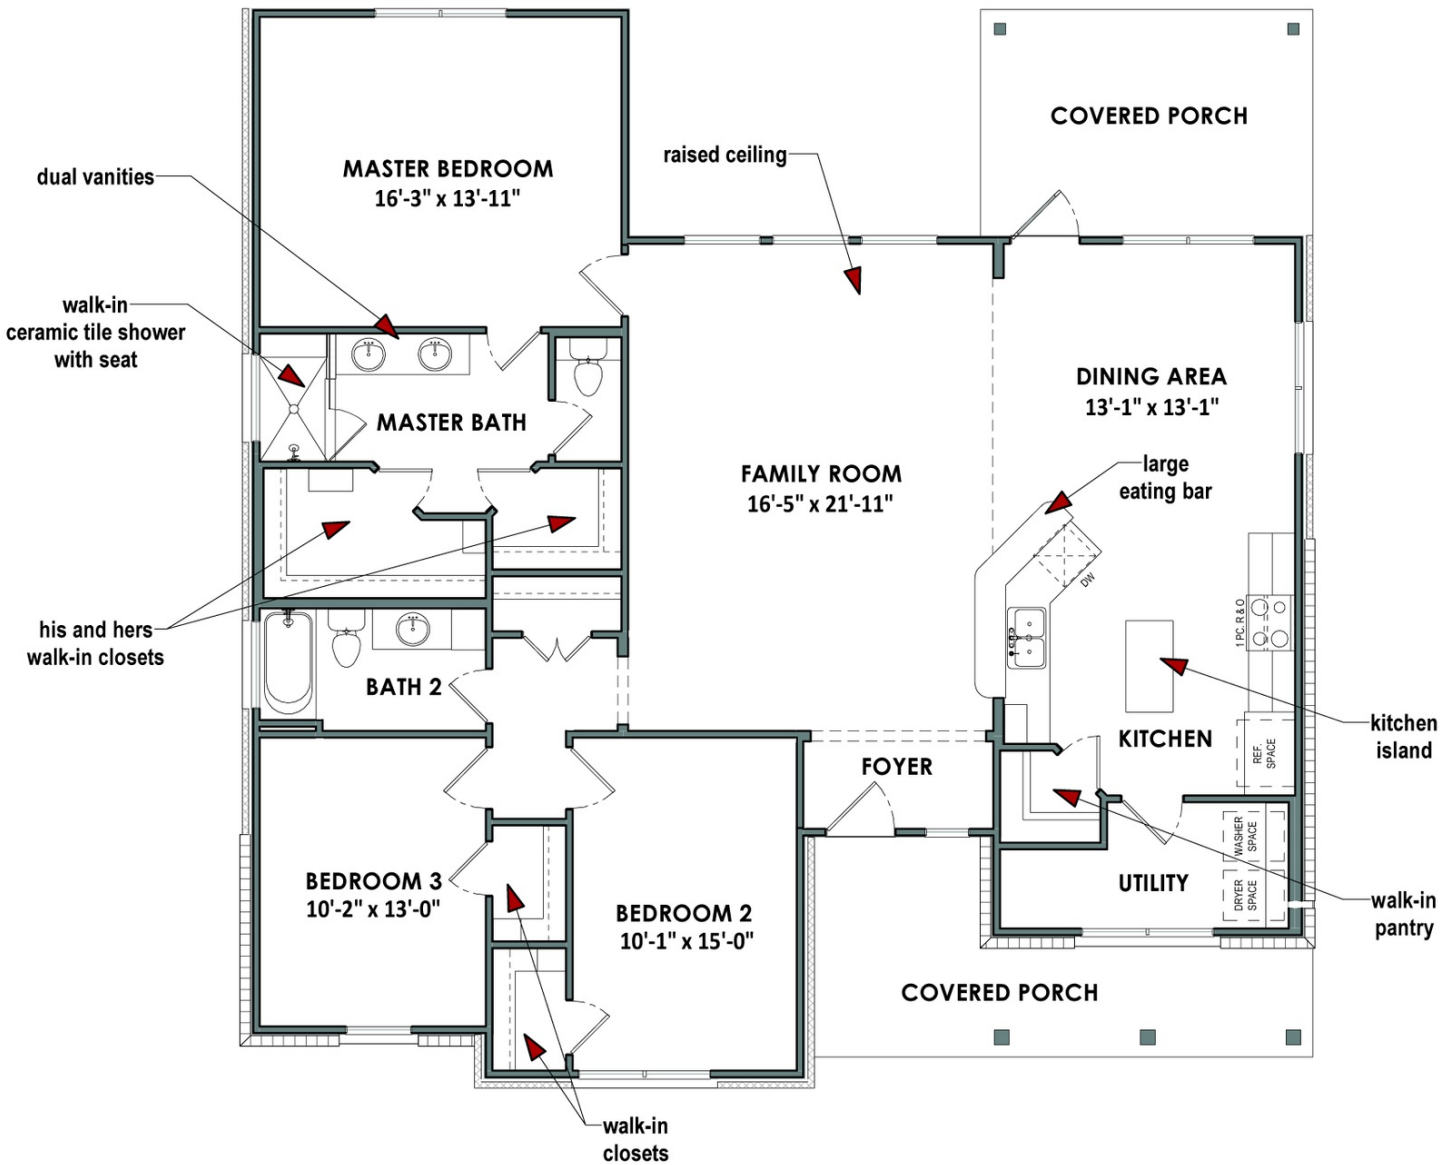 COVERED PORCH
raised ceiling
MASTER BEDROOM
16'-3" x 13'-11"
dual vanities
walk-in
ceramic tile shower
with seat
DINING AREA
13'-1" x 13'-1"
MASTER BATH
FAMILY ROOM
16'-5" x 21'-11"
large
eating bar
DW
1 PC. R & O
his and hers
walk-in closets
BATH 2
kitchen
island
KITCHEN
REF.
SPACE
FOYER
WASHER
SPACE
BEDROOM 3
10'-2" x 13'-0"
UTILITY
DRYER
SPACE
walk-in
pantry
BEDROOM 2
10'-1" x 15'-0"
COVERED PORCH
walk-in
closets